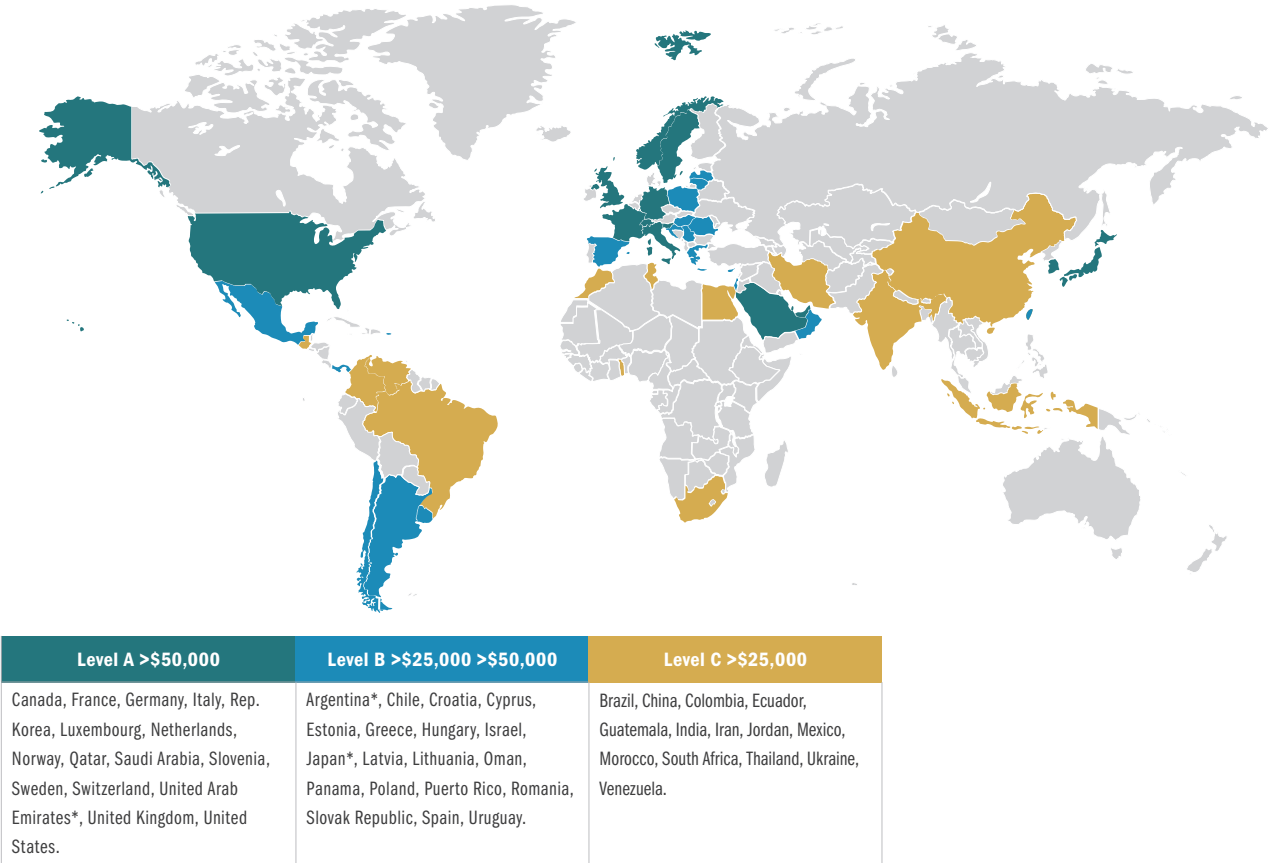 Level A >$50,000
Canada, France, Germany, Italy, Rep.
Korea, Luxembourg, Netherlands,
Norway, Qatar, Saudi Arabia, Slovenia,
Sweden, Switzerland, United Arab
Emirates*, United Kingdom, United
States.
Level B >$25,000 >$50,000
Argentina*, Chile, Croatia, Cyprus,
Estonia, Greece, Hungary, Israel,
Japan*, Latvia, Lithuania, Oman,
Panama, Poland, Puerto Rico, Romania,
Slovak Republic, Spain, Uruguay.
Level C >$25,000
Brazil, China, Colombia, Ecuador,
Guatemala, India, Iran, Jordan, Mexico,
Morocco, South Africa, Thailand, Ukraine,
Venezuela.